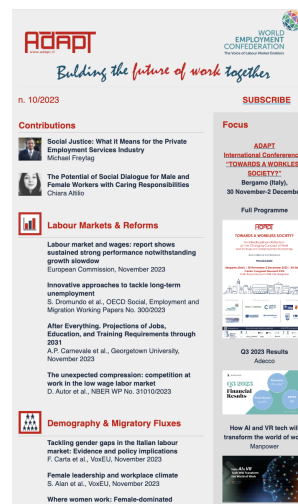 ADAPT
www.adapt.it
WORLD
EMPLOYMENT
CONFEDERATION
The Voice of Labour Market Enablers
Bulding the future of work together
n. 10/2023
SUBSCRIBE
Contributions
Social Justice: What it Means for the Private
Employment Services Industry
Michael Freytag
The Potential of Social Dialogue for Male and
Female Workers with Caring Responsibilities
Chiara Altilio
Labour Market & Reforms
Labour market and wages: report shows
sustained strong performance notwithstanding
growth slowdow
European Commission, November 2023
Innovative approaches to tackle long-term
unemployment
S. Dromundo et al., OECD Social, Employment and
Migration Working Papers No. 300/2023
After Everything. Projections of Jobs,
Education, and Training Requirements through
2031
A.P. Carnevale et al., Georgetown University,
November 2023
The unexpected compression: competition at
work in the low wage labour market
D. Autor et al., NBER WP No. 31010/2023
Demography & Migratory Fluxes
Tackling gender gaps in the Italian labour
market: Evidence and policy implications
F. Carta et al., VoxEU, November 2023
Female leadership and workplace climate
S. Alan et al., VoxEU, November 2023
Where women work: Female-dominated
Focus
ADAPT
International Conference
"TOWARDS A WORKLES
SOCIETY?"
Bergamo (Italy),
30 November-2 Decembe
Full Programme
ADAPT
TOWARDS A WORKLESS SOCIETY?
Q3 2023 Results
Adecco
Q3 2023
Financial
Results
How AI and VR tech will
transform the world of wo
Manpower